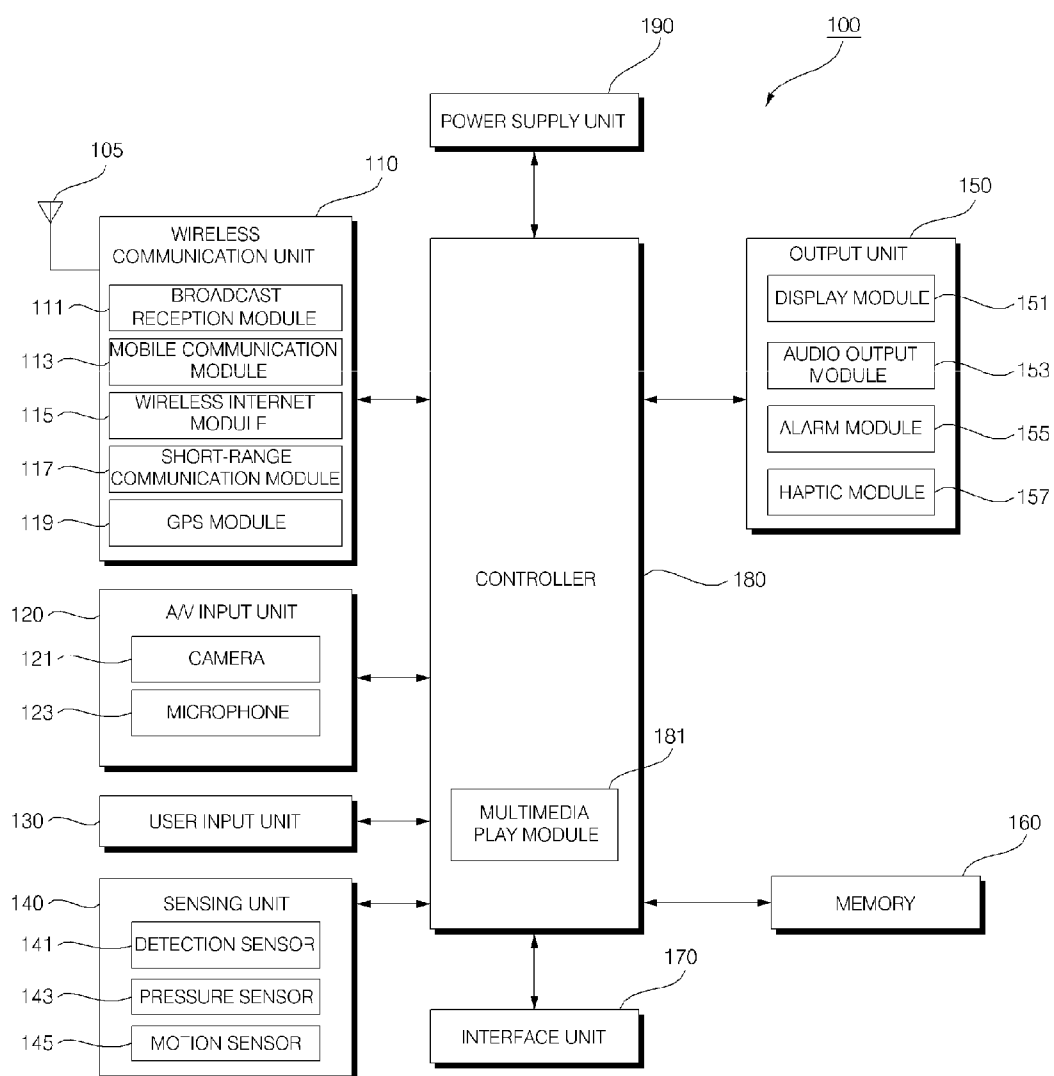 100
190
POWER SUPPLY UNIT
105
110
WIRELESS
COMMUNICATION UNIT
111
BROADCAST
RECEPTION MODULE
113
MOBILE COMMUNICATION
MODULE
115
WIRELESS INTERNET
MODULE
117
SHORT-RANGE
COMMUNICATION MODULE
119
GPS MODULE
150
OUTPUT UNIT
DISPLAY MODULE
151
AUDIO OUTPUT
MODULE
153
ALARM MODULE
155
HAPTIC MODULE
157
CONTROLLER
180
120
A/V INPUT UNIT
121
CAMERA
123
MICROPHONE
181
MULTIMEDIA
PLAY MODULE
130
USER INPUT UNIT
140
SENSING UNIT
141
DETECTION SENSOR
143
PRESSURE SENSOR
145
MOTION SENSOR
160
MEMORY
170
INTERFACE UNIT